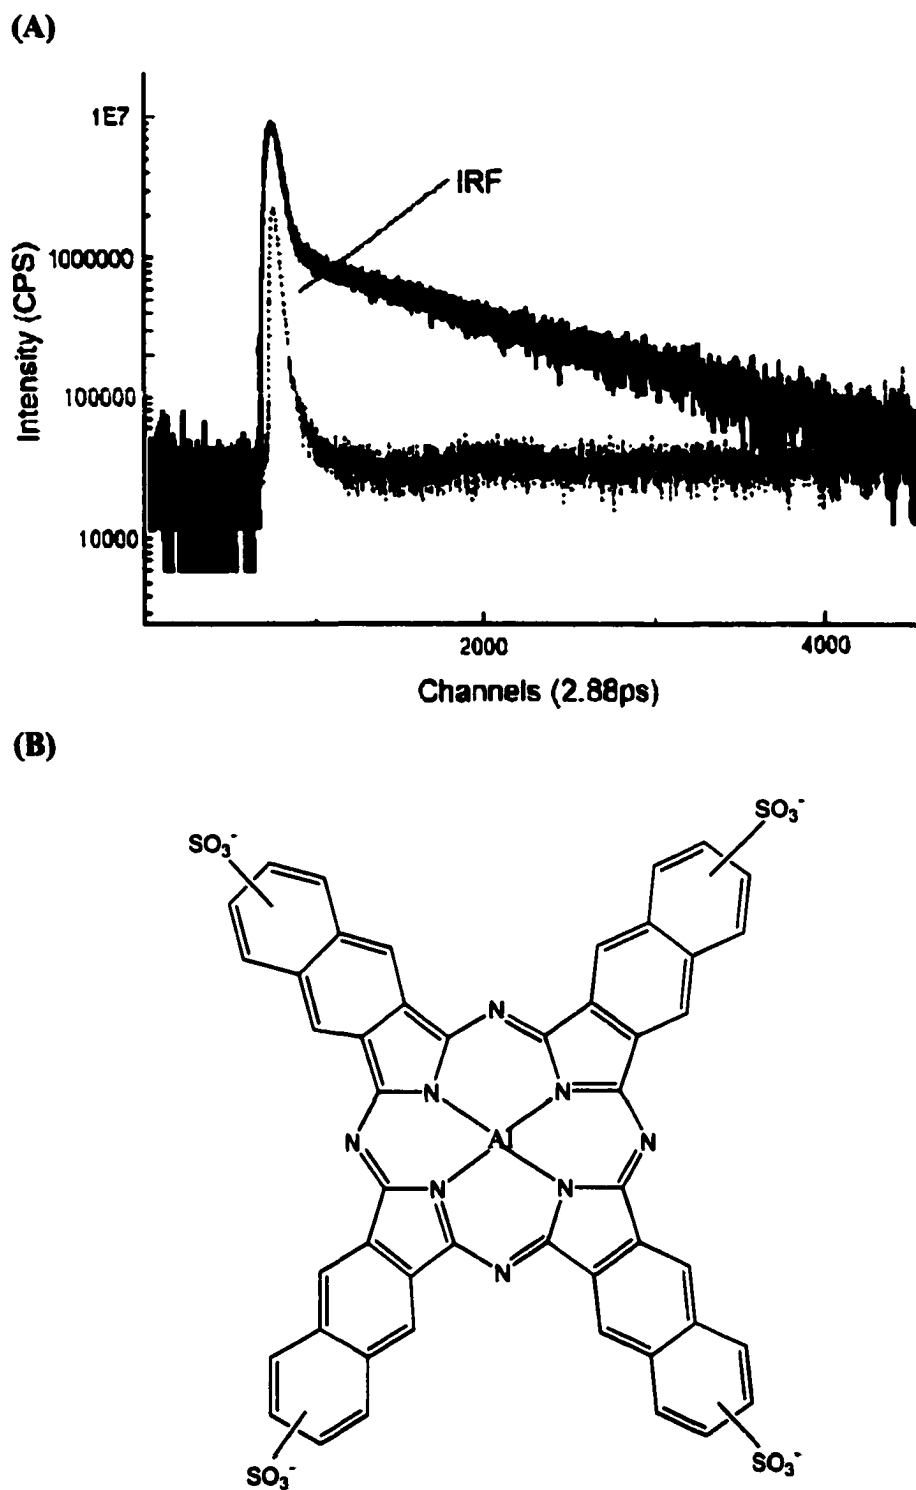 (A)
1E7
IRF
1000000
100000
10000
Intensity (CPS)
2000
4000
Channels (2.88ps)
(B)
SO₃⁻
SO₃⁻
N
N
N
N
Al
N
N
N
N
SO₃⁻
SO₃⁻